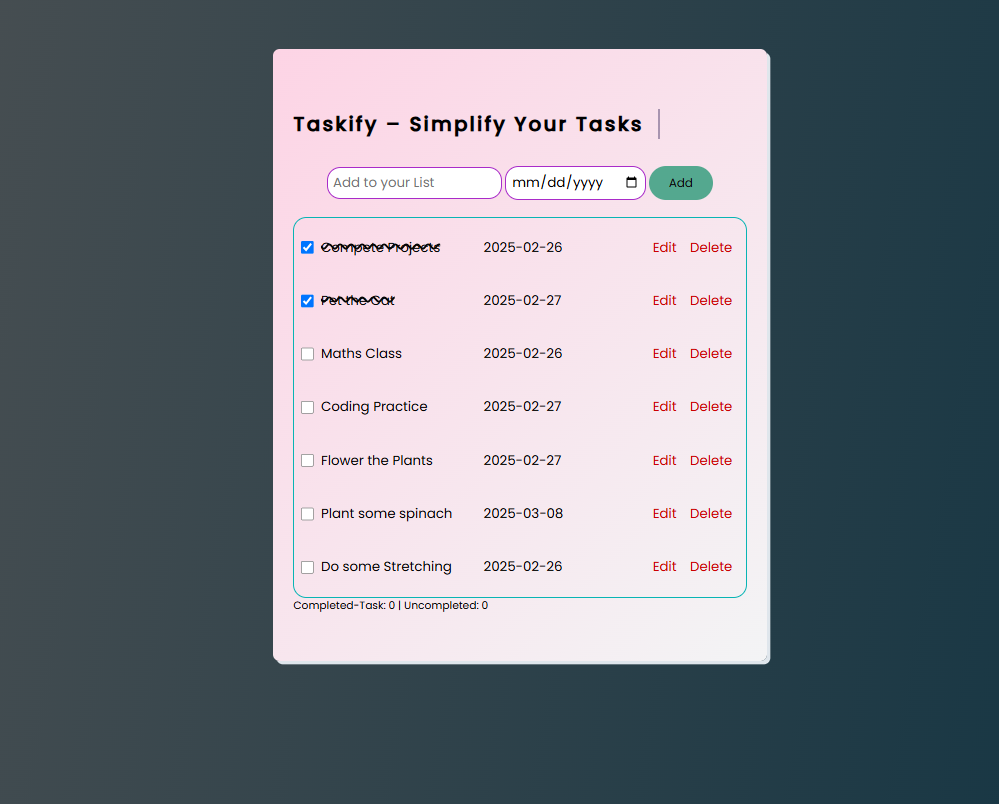 Taskify – Simplify Your Tasks
Add to your List mm/dd/yyyy Add
Compete Projects 2025-02-26 Edit Delete
Pet the Cat 2025-02-27 Edit Delete
Maths Class 2025-02-26 Edit Delete
Coding Practice 2025-02-27 Edit Delete
Flower the Plants 2025-02-27 Edit Delete
Plant some spinach 2025-03-08 Edit Delete
Do some Stretching 2025-02-26 Edit Delete
Completed-Task: 0 | Uncompleted: 0